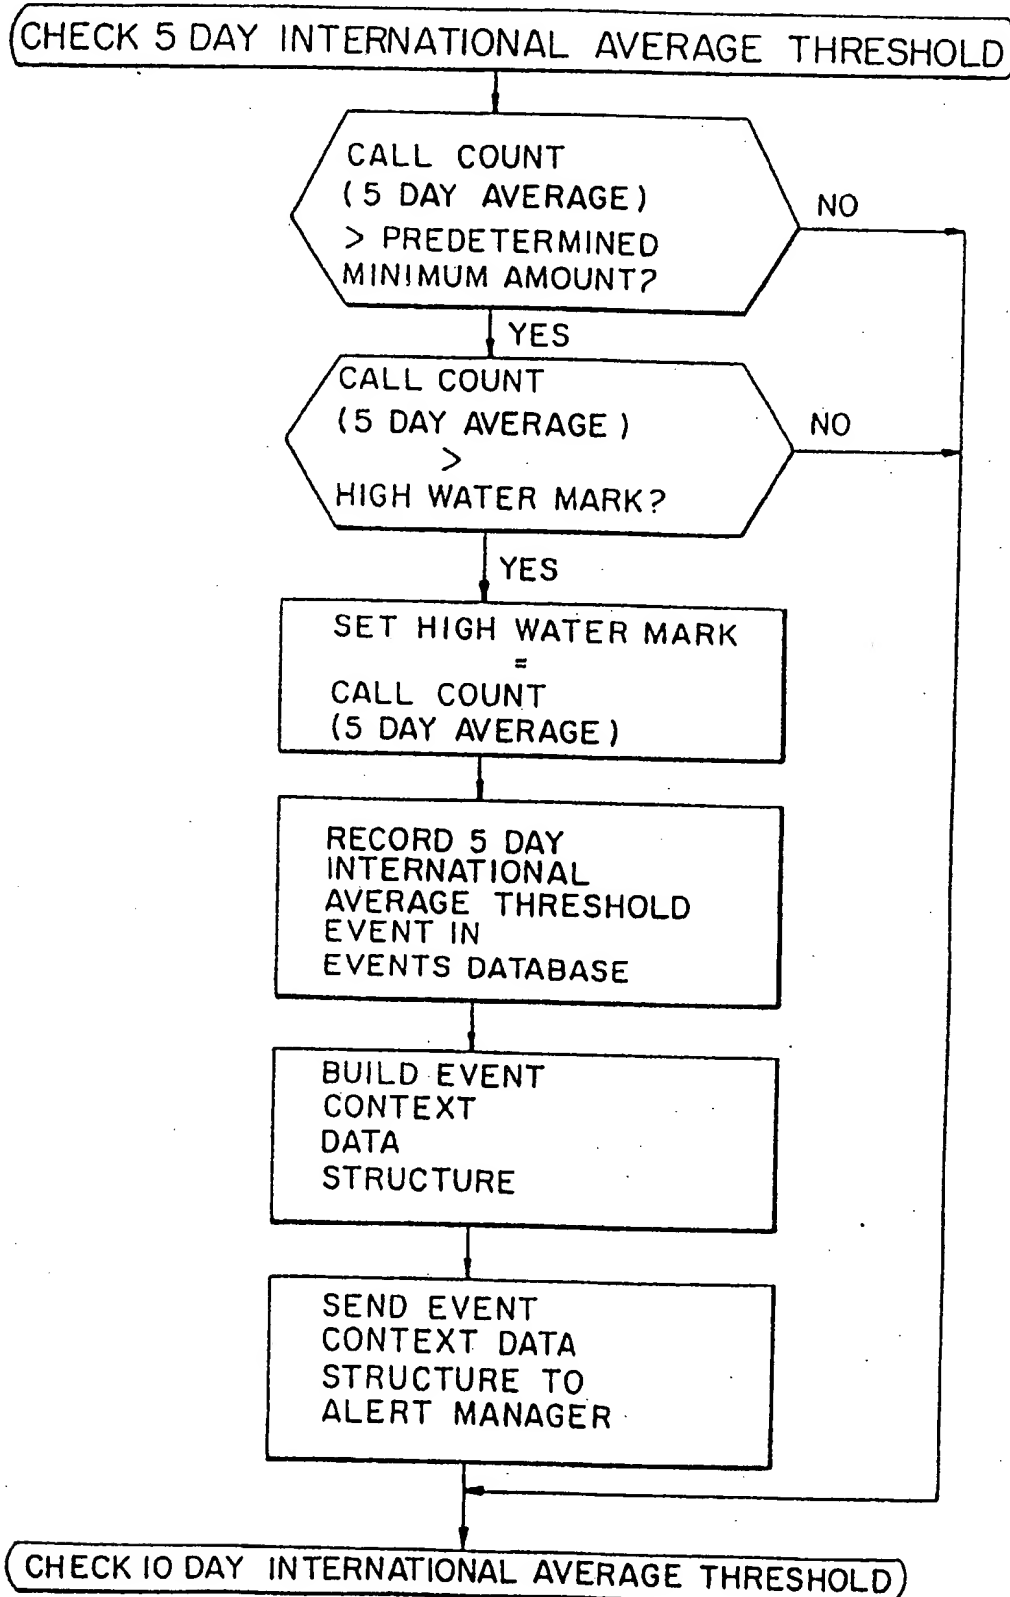 CHECK 5 DAY INTERNATIONAL AVERAGE THRESHOLD
CALL COUNT
(5 DAY AVERAGE)
> PREDETERMINED
MINIMUM AMOUNT?
NO
YES
CALL COUNT
(5 DAY AVERAGE)
>
HIGH WATER MARK?
NO
YES
SET HIGH WATER MARK
=
CALL COUNT
(5 DAY AVERAGE)
RECORD 5 DAY
INTERNATIONAL
AVERAGE THRESHOLD
EVENT IN
EVENTS DATABASE
BUILD EVENT
CONTEXT
DATA
STRUCTURE
SEND EVENT
CONTEXT DATA
STRUCTURE TO
ALERT MANAGER
CHECK 10 DAY INTERNATIONAL AVERAGE THRESHOLD